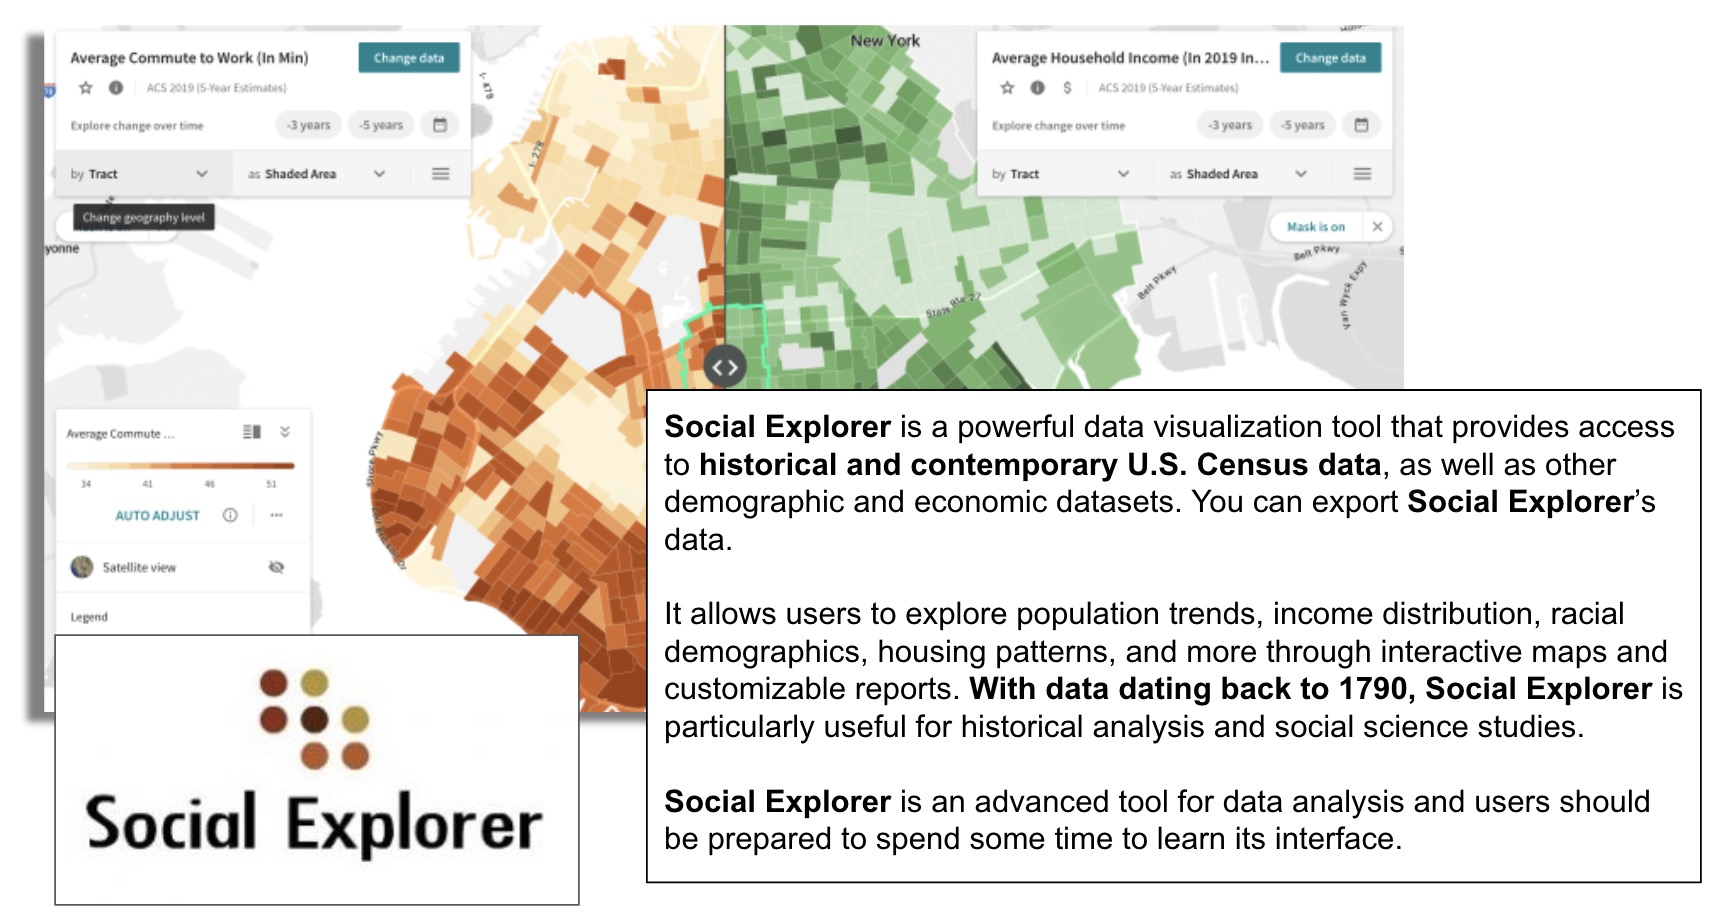 Average Commute to Work (In Min)
Change data
ACS 2019 (5-Year Estimates)
Explore change over time
-3 years
-5 years
by Tract
as Shaded Area
Change geography level
yonne
I- 478
I- 278
New York
Average Household Income (In 2019 In...
Change data
$
ACS 2019 (5-Year Estimates)
Explore change over time
-3 years
-5 years
by Tract
as Shaded Area
Mask is on
Belt Pkwy
Belt Pkwy
Van Wyck Expy
State Rte 27
Shore Pkwy
Average Commute ...
34 41 46 51
AUTO ADJUST
Satellite view
Legend
Social Explorer
Social Explorer is a powerful data visualization tool that provides access
to historical and contemporary U.S. Census data, as well as other
demographic and economic datasets. You can export Social Explorer’s
data.
It allows users to explore population trends, income distribution, racial
demographics, housing patterns, and more through interactive maps and
customizable reports. With data dating back to 1790, Social Explorer is
particularly useful for historical analysis and social science studies.
Social Explorer is an advanced tool for data analysis and users should
be prepared to spend some time to learn its interface.